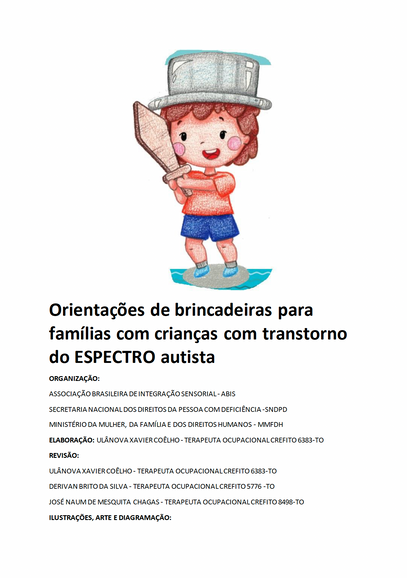 Orientações de brincadeiras para
famílias com crianças com transtorno
do ESPECTRO autista
ORGANIZAÇÃO:
ASSOCIAÇÃO BRASILEIRA DE INTEGRAÇÃO SENSORIAL - ABIS
SECRETARIA NACIONAL DOS DIREITOS DA PESSOA COM DEFICIÊNCIA -SNDPD
MINISTÉRIO DA MULHER, DA FAMÍLIA E DOS DIREITOS HUMANOS - MMFDH
ELABORAÇÃO: ULÂNOVA XAVIER COÊLHO - TERAPEUTA OCUPACIONAL CREFITO 6383-TO
REVISÃO:
ULÂNOVA XAVIER COÊLHO - TERAPEUTA OCUPACIONAL CREFITO 6383-TO
DERIVAN BRITO DA SILVA - TERAPEUTA OCUPACIONAL CREFITO 5776 -TO
JOSÉ NAUM DE MESQUITA CHAGAS - TERAPEUTA OCUPACIONAL CREFITO 8498-TO
ILUSTRAÇÕES, ARTE E DIAGRAMAÇÃO: